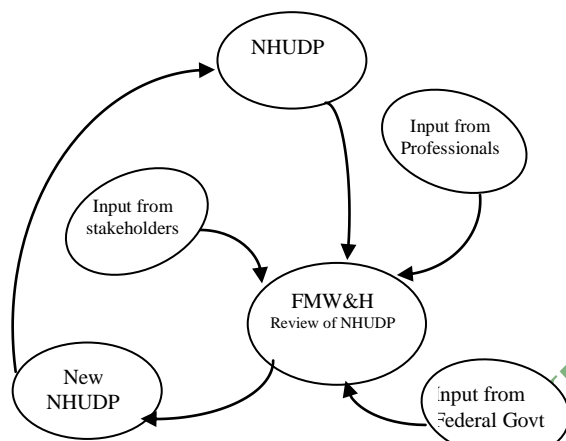 NHUDP
Input from
Professionals
Input from
stakeholders
FMW&H
Review of NHUDP
New
NHUDP
Input from
Federal Govt